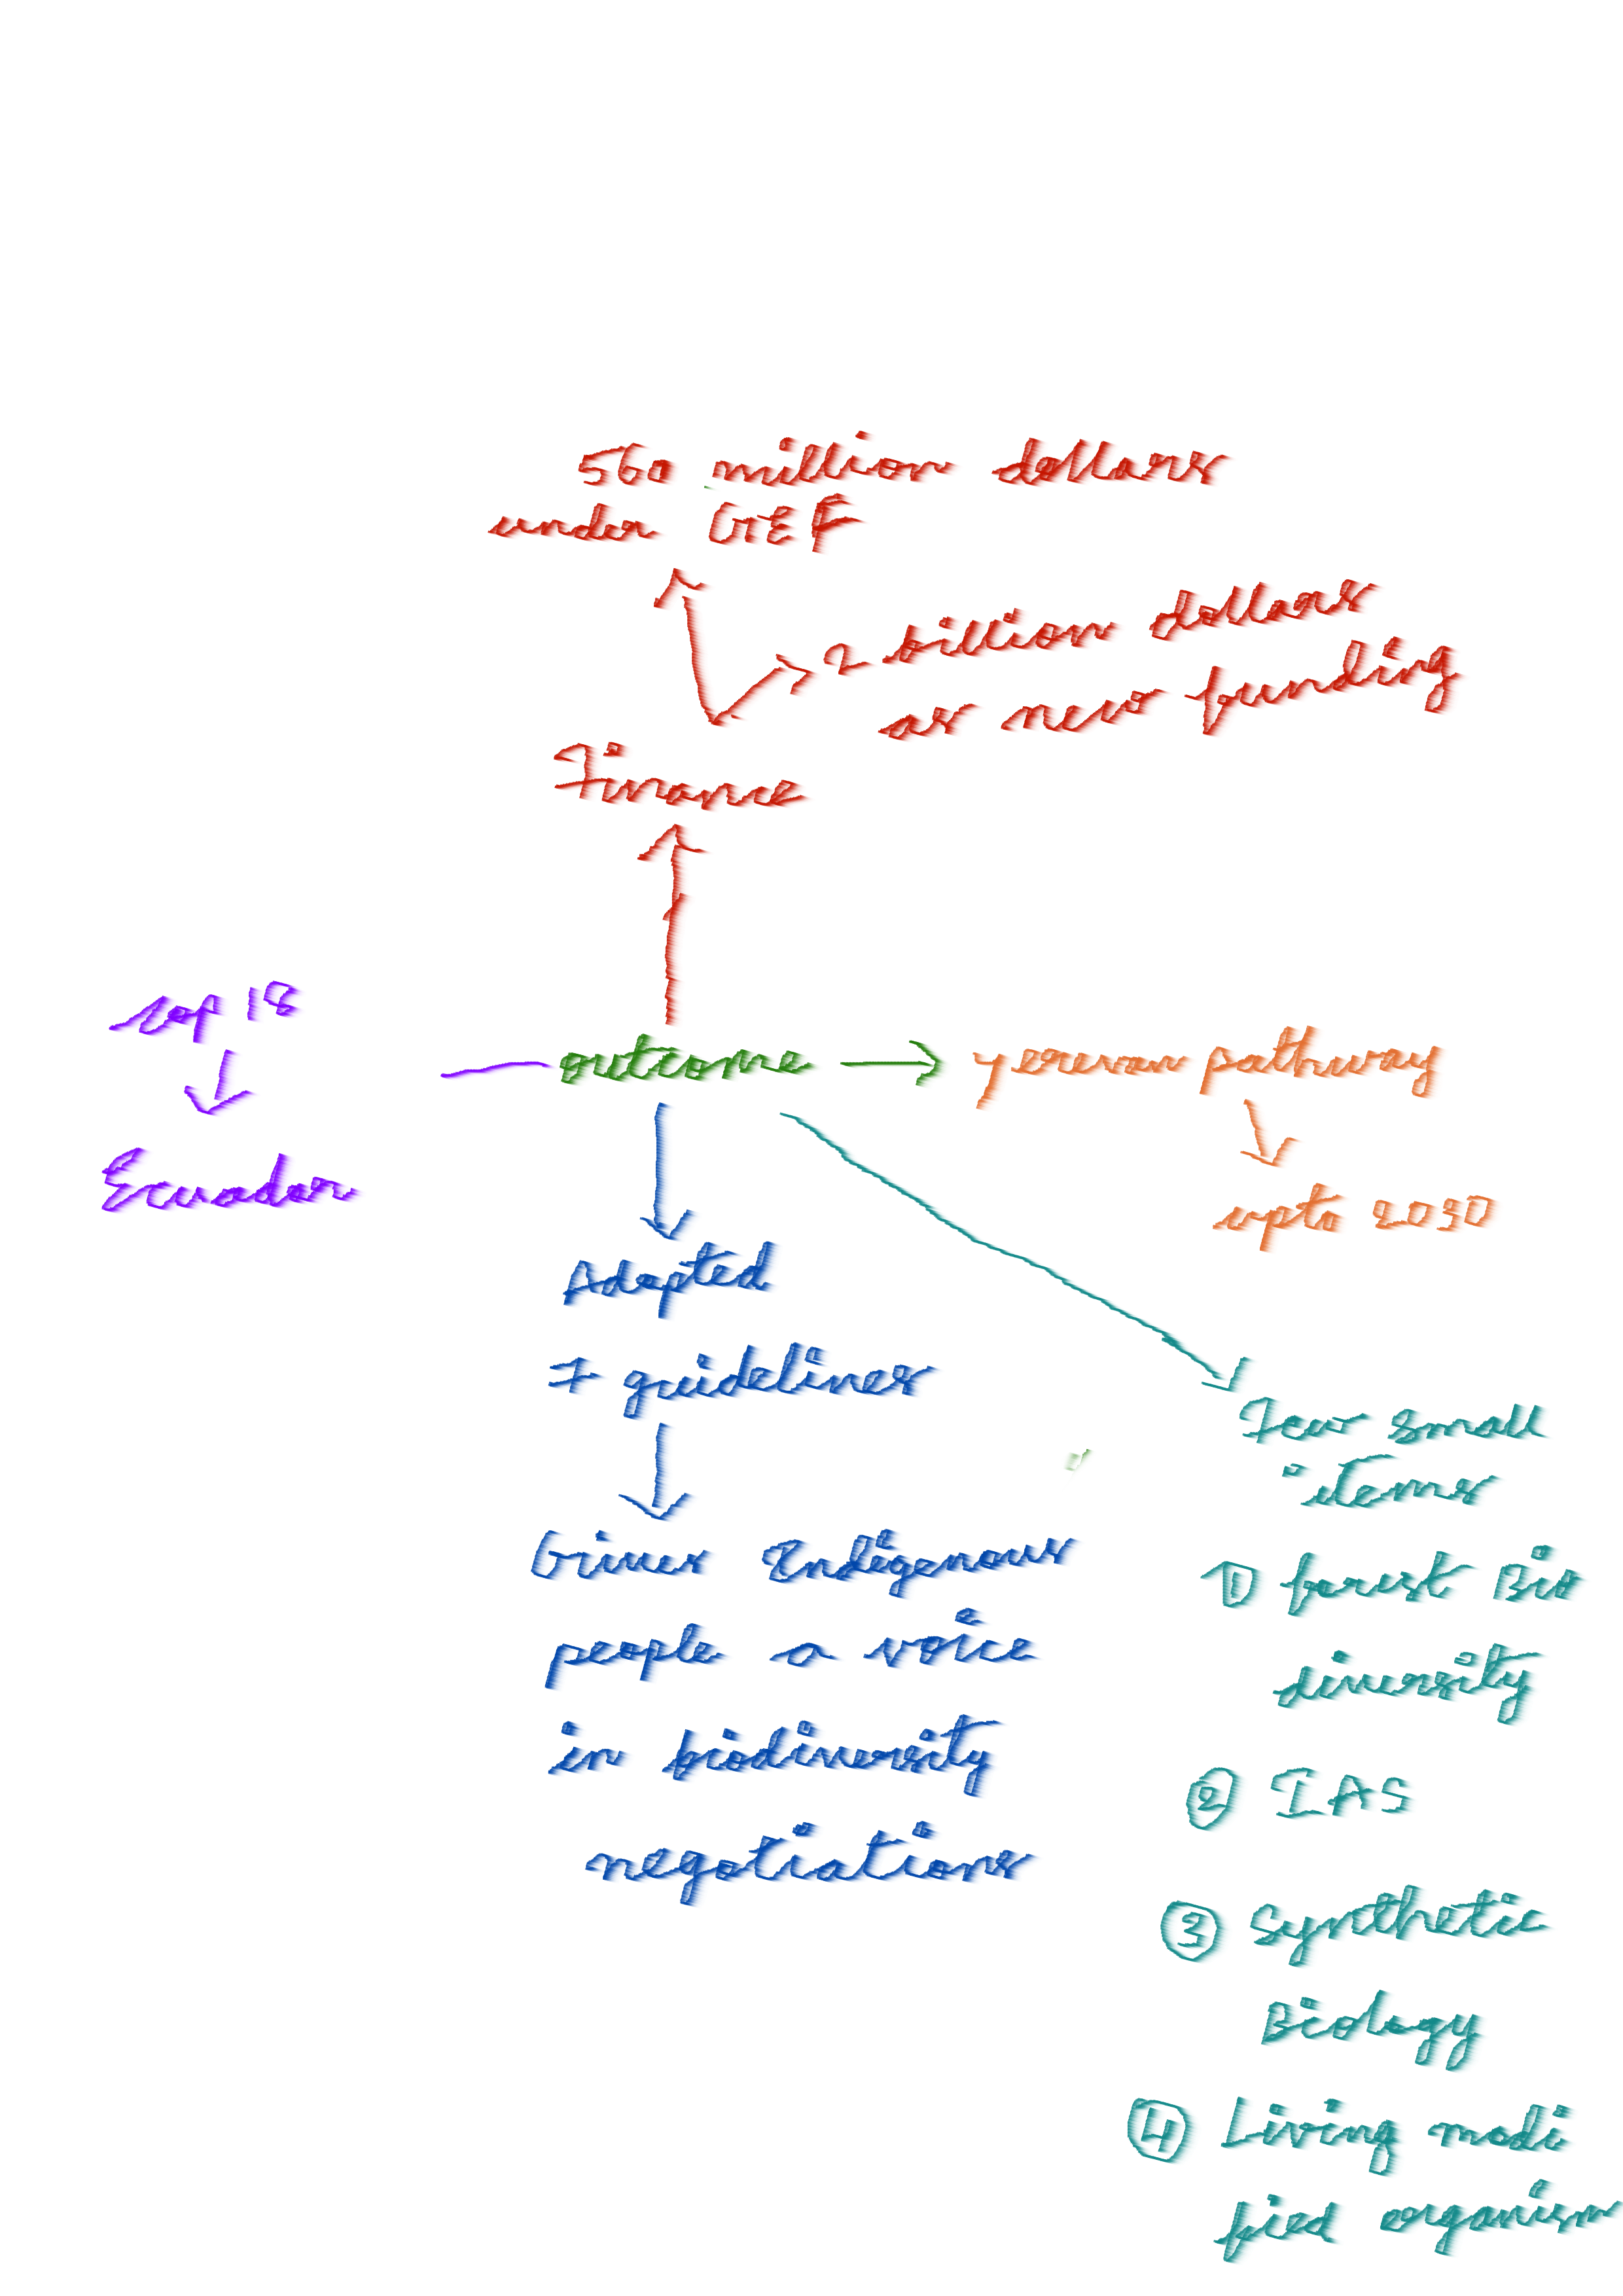 560 million dollars
under GEF
2 billion dollars
as new funding
Finance
cop 18
Ecuador
outcome
yerevan pathway
upto 2030
Adopted
7 guidelines
Gives Indigenous
people a voice
in biodiversity
negotiations
Few small
items
① forest Bio
diversity
② IAS
③ Synthetic
Biology
④ Living modi
fied organism